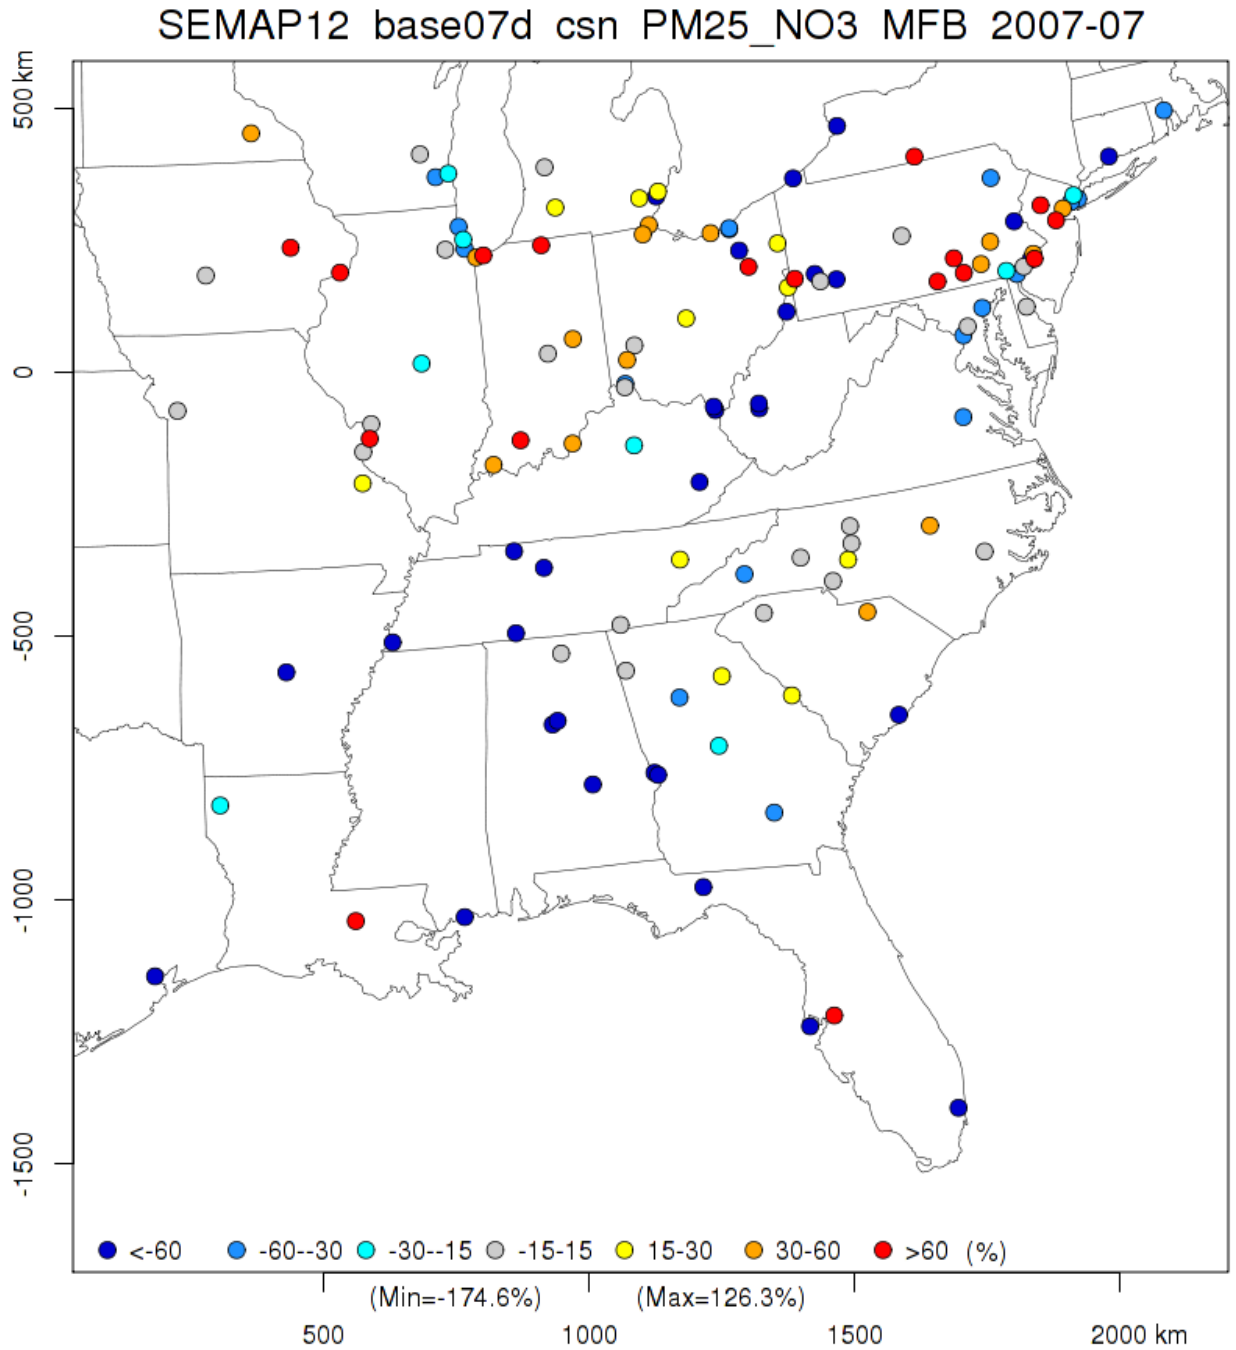 SEMAP12 base07d csn PM25_NO3 MFB 2007-07
500 km
0
-500
-1000
-1500
<-60 -60--30 -30--15 -15-15 15-30 30-60 >60 (%)
(Min=-174.6%) (Max=126.3%)
500 1000 1500 2000 km